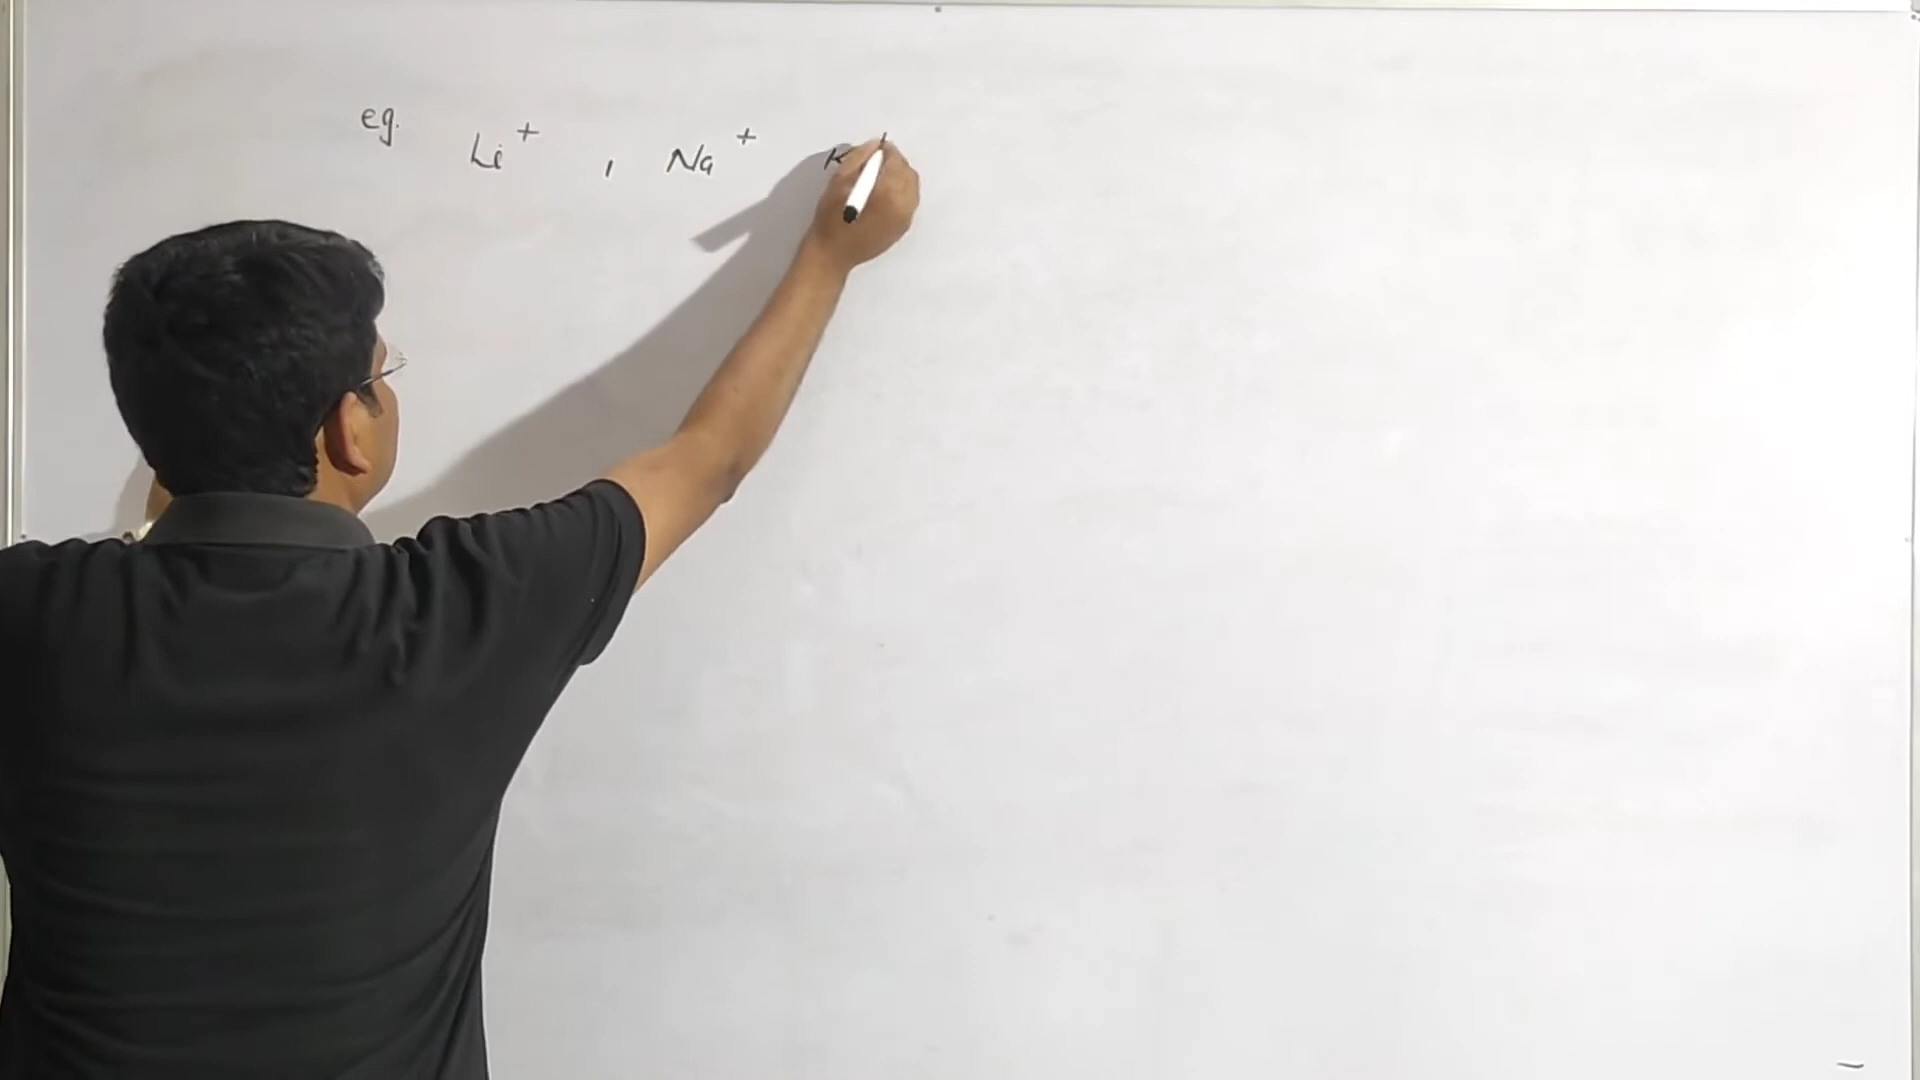 eg. Li⁺ , Na⁺ K